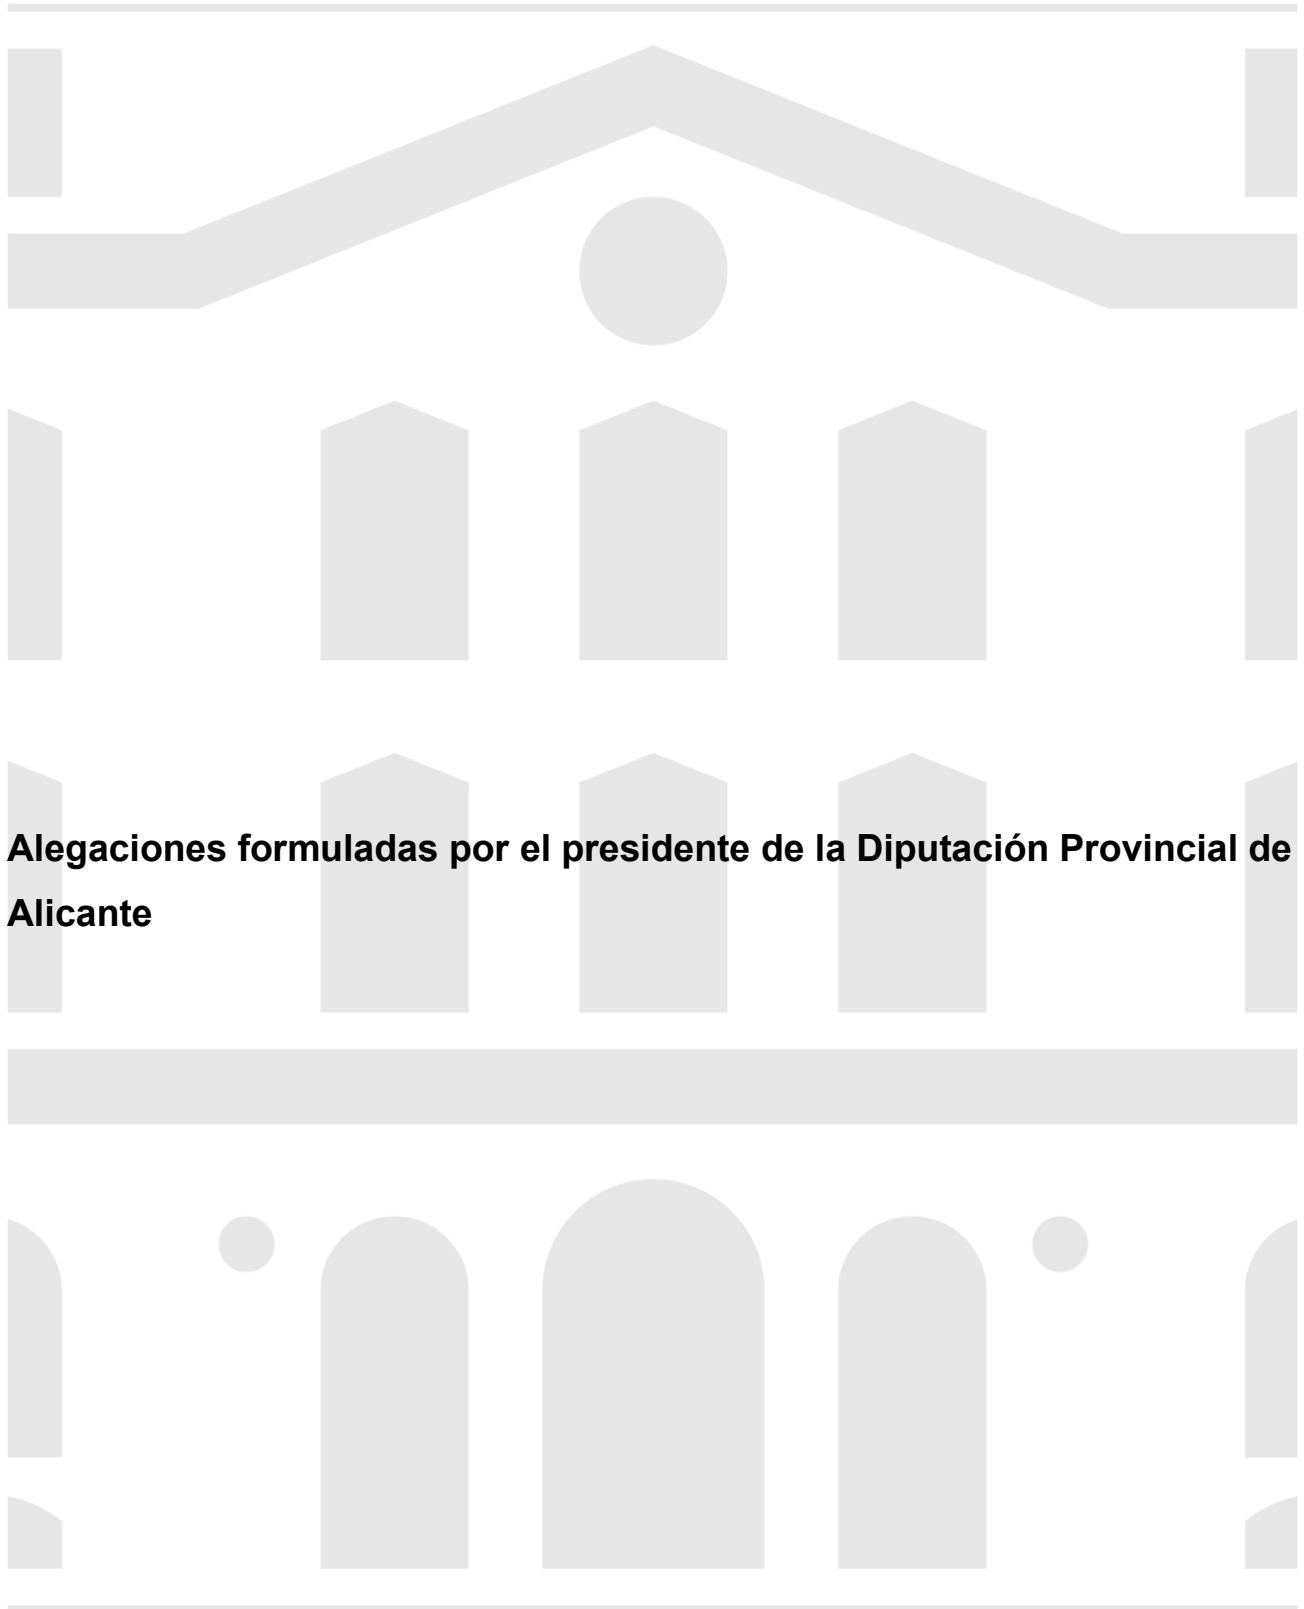 Alegaciones formuladas por el presidente de la Diputación Provincial de
Alicante